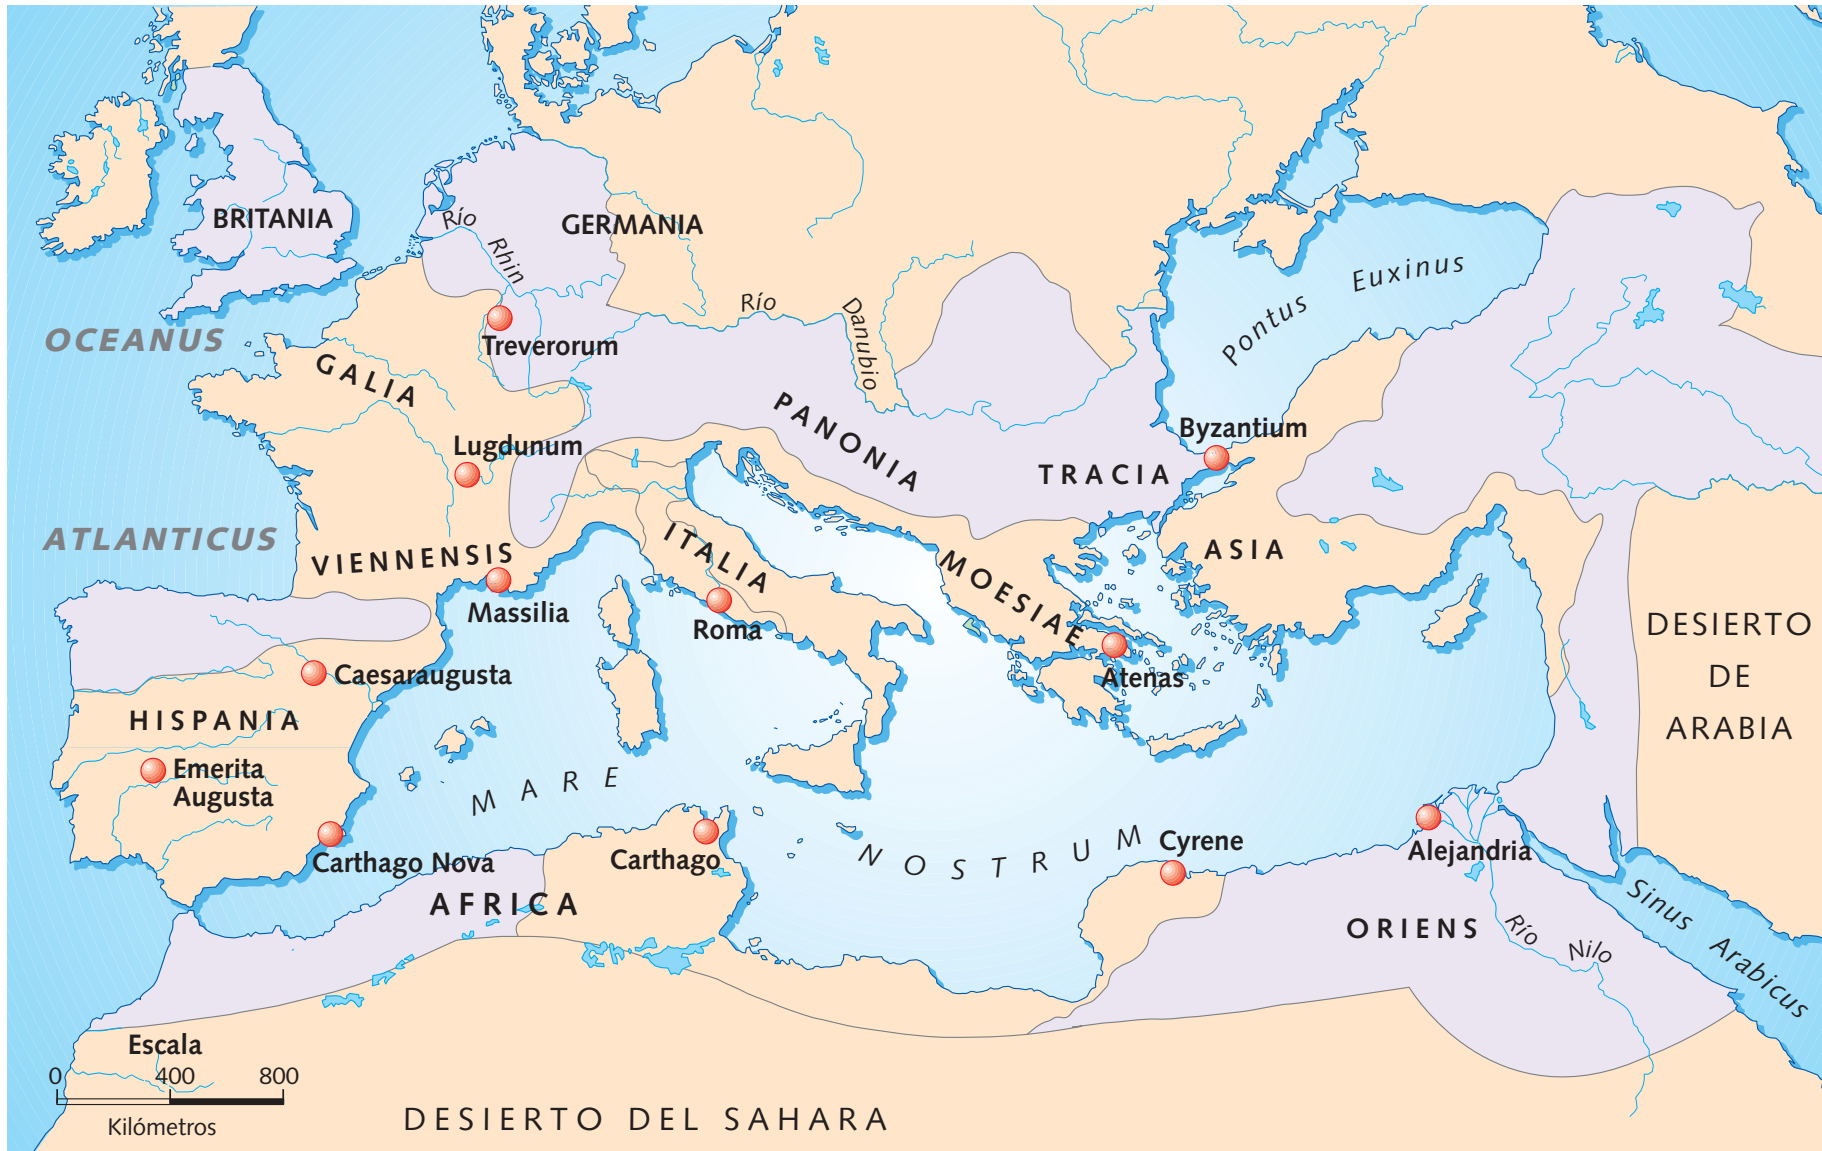 BRITANIA
Río
Rhin
GERMANIA
OCEANUS
Treverorum
GALIA
Río
Danubio
Pontus Euxinus
Lugdunum
PANONIA
TRACIA
Byzantium
ATLANTICUS
VIENNENSIS
Massilia
ITALIA
Roma
MOESIAE
Atenas
ASIA
DESIERTO
DE
ARABIA
Caesaraugusta
HISPANIA
Emerita
Augusta
MARE
NOSTRUM
Carthago Nova
Carthago
Cyrene
Alejandria
AFRICA
ORIENS
Río Nilo
Sinus Arabicus
Escala
0 400 800
Kilómetros
DESIERTO DEL SAHARA